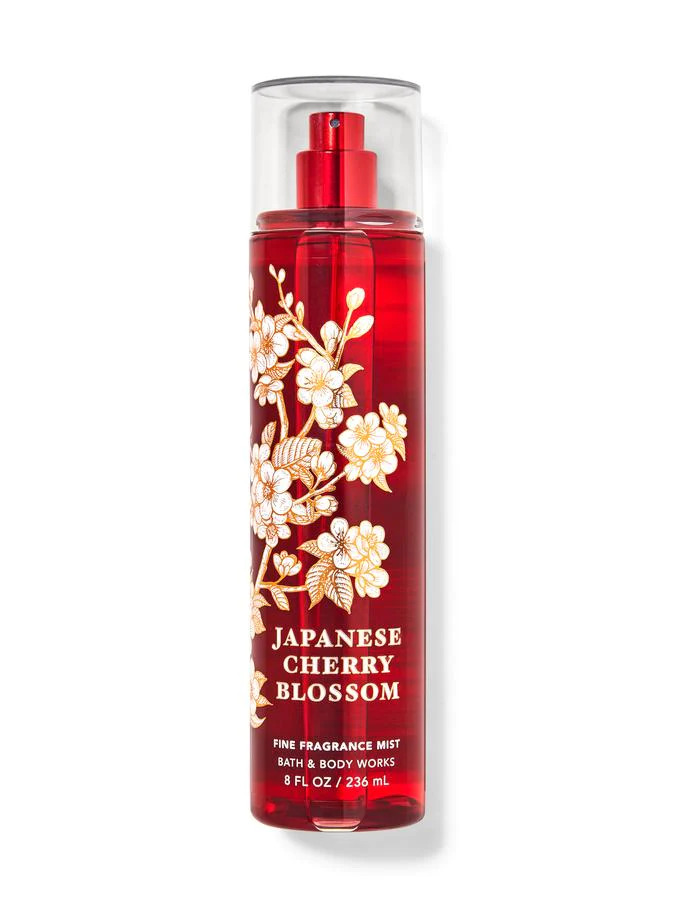 JAPANESE
CHERRY
BLOSSOM
FINE FRAGRANCE MIST
BATH & BODY WORKS
8 FL OZ / 236 mL